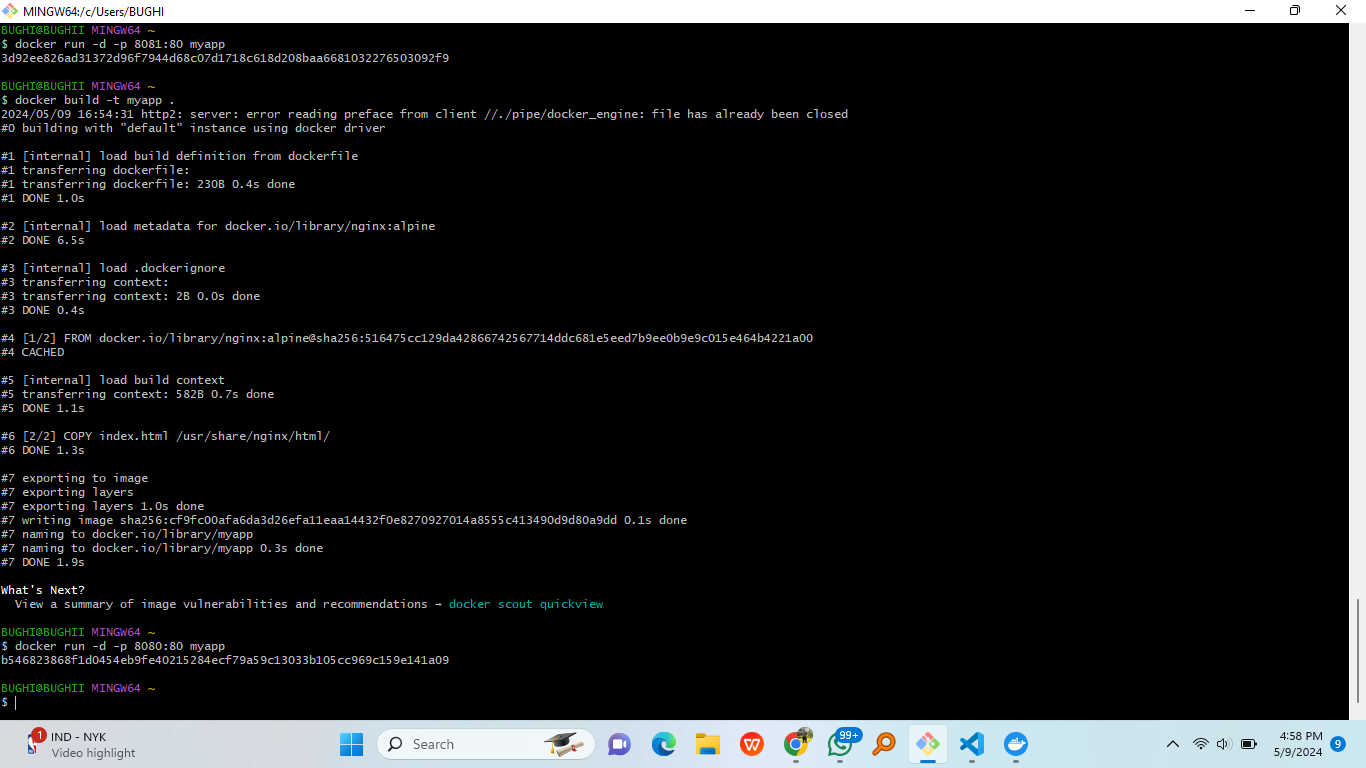 MINGW64:/c/Users/BUGHI
BUGHI@BUGHII MINGW64 ~
$ docker run -d -p 8081:80 myapp
3d92ee826ad31372d96f7944d68c07d1718c618d208baa6681032276503092f9
BUGHI@BUGHII MINGW64 ~
$ docker build -t myapp .
2024/05/09 16:54:31 http2: server: error reading preface from client //./pipe/docker_engine: file has already been closed
#0 building with "default" instance using docker driver
#1 [internal] load build definition from dockerfile
#1 transferring dockerfile:
#1 transferring dockerfile: 230B 0.4s done
#1 DONE 1.0s
#2 [internal] load metadata for docker.io/library/nginx:alpine
#2 DONE 6.5s
#3 [internal] load .dockerignore
#3 transferring context:
#3 transferring context: 2B 0.0s done
#3 DONE 0.4s
#4 [1/2] FROM docker.io/library/nginx:alpine@sha256:516475cc129da42866742567714ddc681e5eed7b9ee0b9e9c015e464b4221a00
#4 CACHED
#5 [internal] load build context
#5 transferring context: 582B 0.7s done
#5 DONE 1.1s
#6 [2/2] COPY index.html /usr/share/nginx/html/
#6 DONE 1.3s
#7 exporting to image
#7 exporting layers
#7 exporting layers 1.0s done
#7 writing image sha256:cf9fc00afa6da3d26efa11eaa14432f0e8270927014a8555c413490d9d80a9dd 0.1s done
#7 naming to docker.io/library/myapp
#7 naming to docker.io/library/myapp 0.3s done
#7 DONE 1.9s
What's Next?
View a summary of image vulnerabilities and recommendations → docker scout quickview
BUGHI@BUGHII MINGW64 ~
$ docker run -d -p 8080:80 myapp
b546823868f1d0454eb9fe40215284ecf79a59c13033b105cc969c159e141a09
BUGHI@BUGHII MINGW64 ~
$
1 IND - NYK
Video highlight
Search
99+
4:58 PM
5/9/2024
9